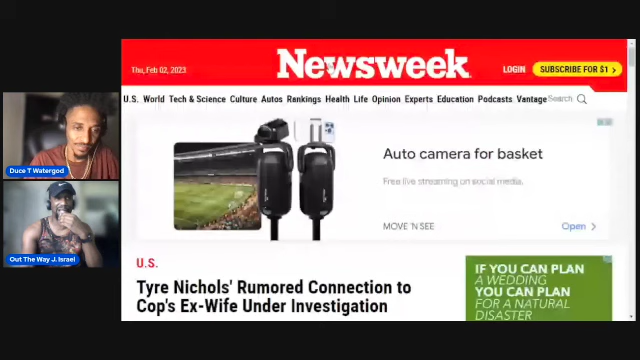 Newsweek
Thu, Feb 02, 2023
LOGIN
SUBSCRIBE FOR $1 >
U.S. World Tech & Science Culture Autos Rankings Health Life Opinion Experts Education Podcasts Vantage Search
Auto camera for basket
Free live streaming on social media.
MOVE 'N SEE
Open >
Duce T Watergod
Out The Way J. Israel
U.S.
Tyre Nichols' Rumored Connection to
Cop's Ex-Wife Under Investigation
IF YOU CAN PLAN
A WEDDING
YOU CAN PLAN
FOR A NATURAL
DISASTER